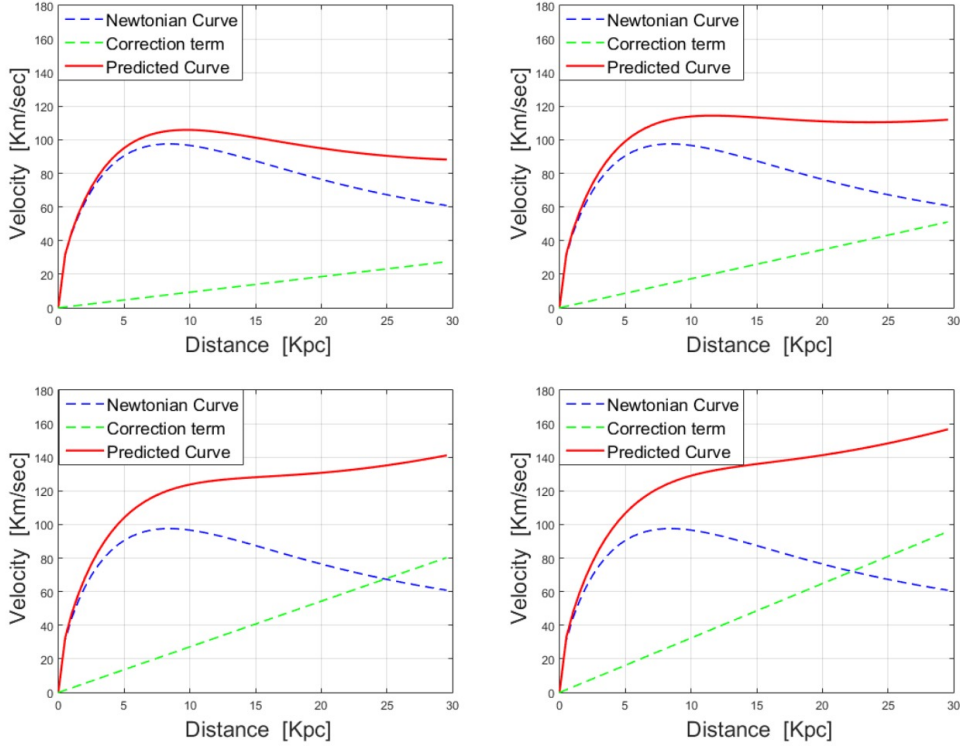 180
160
140
120
100
80
60
40
20
0
Velocity [Km/sec]
Newtonian Curve
Correction term
Predicted Curve
0 5 10 15 20 25 30
Distance [Kpc]
180
160
140
120
100
80
60
40
20
0
Velocity [Km/sec]
Newtonian Curve
Correction term
Predicted Curve
0 5 10 15 20 25 30
Distance [Kpc]
180
160
140
120
100
80
60
40
20
0
Velocity [Km/sec]
Newtonian Curve
Correction term
Predicted Curve
0 5 10 15 20 25 30
Distance [Kpc]
180
160
140
120
100
80
60
40
20
0
Velocity [Km/sec]
Newtonian Curve
Correction term
Predicted Curve
0 5 10 15 20 25 30
Distance [Kpc]